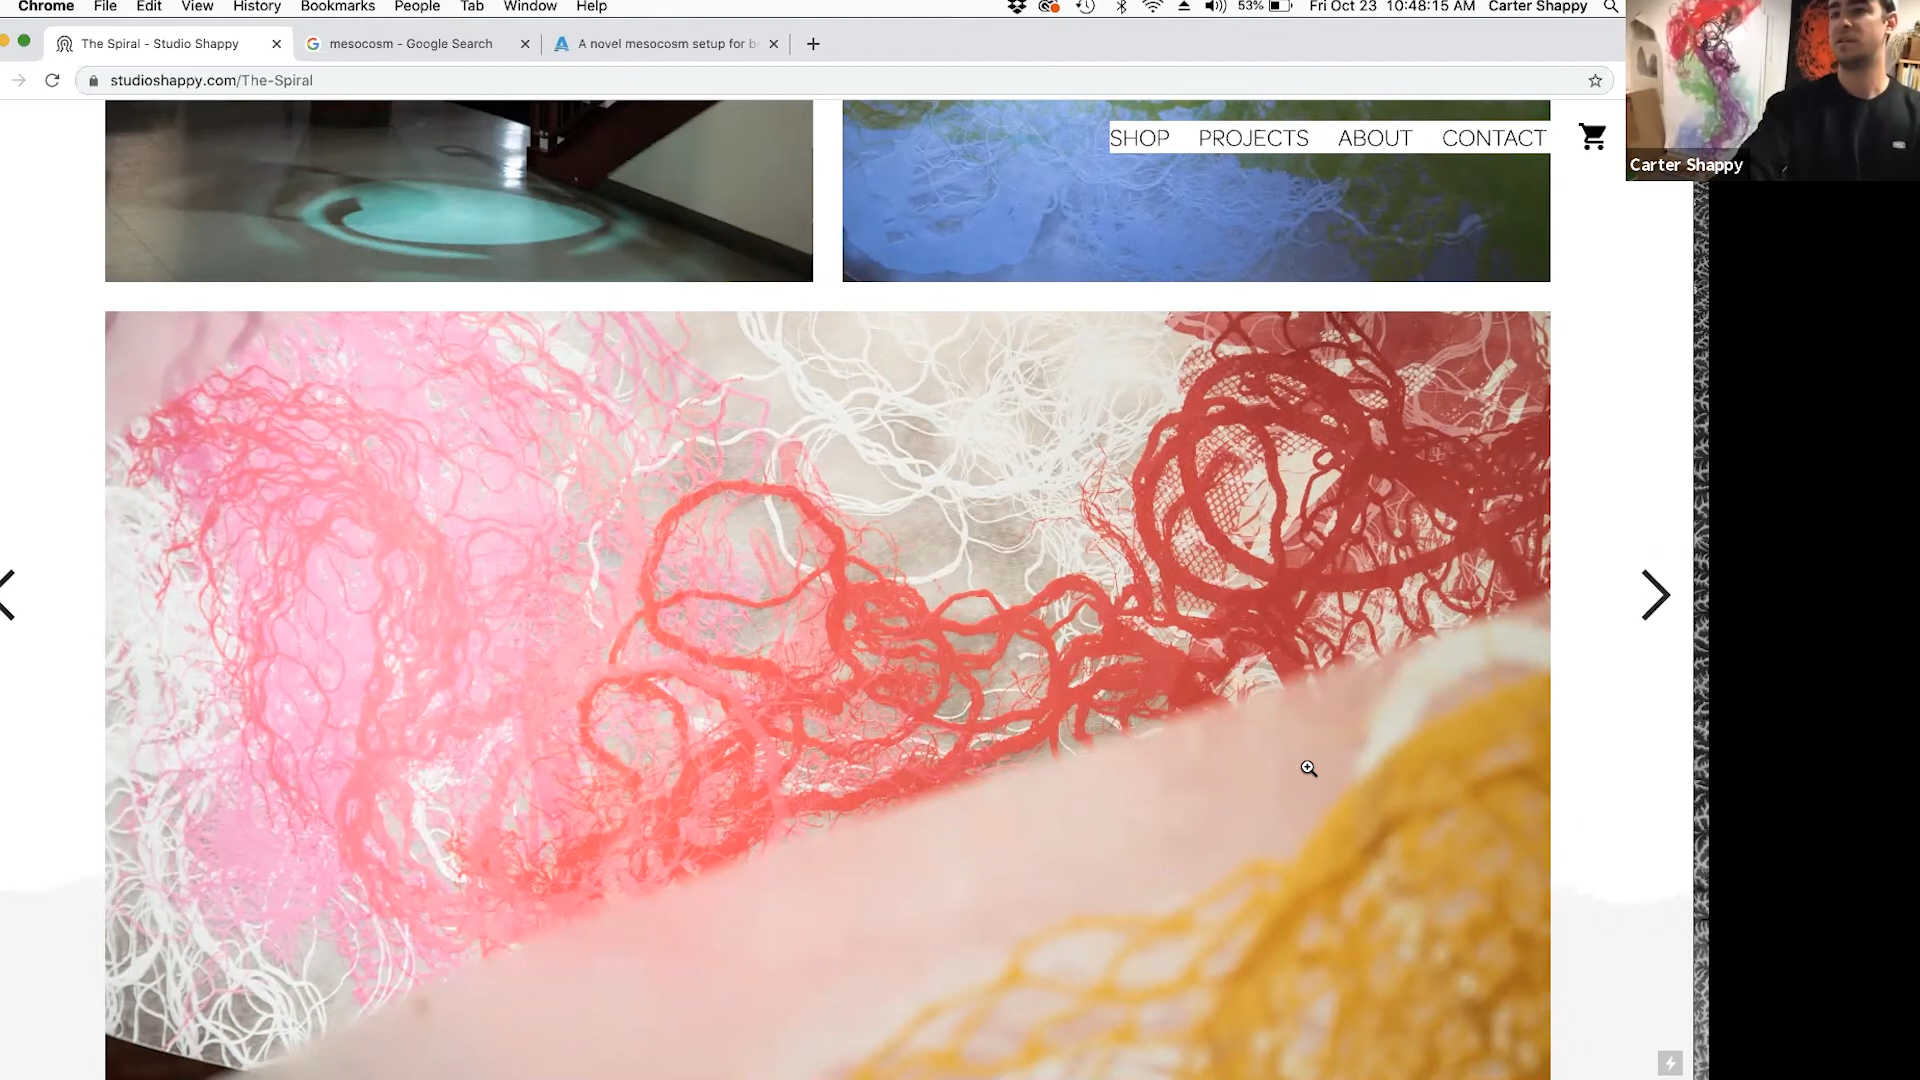 Chrome File Edit View History Bookmarks People Tab Window Help 53% Fri Oct 23 10:48:15 AM Carter Shappy
The Spiral - Studio Shappy mesocosm - Google Search A novel mesocosm setup for b
studioshappy.com/The-Spiral
SHOP PROJECTS ABOUT CONTACT
Carter Shappy